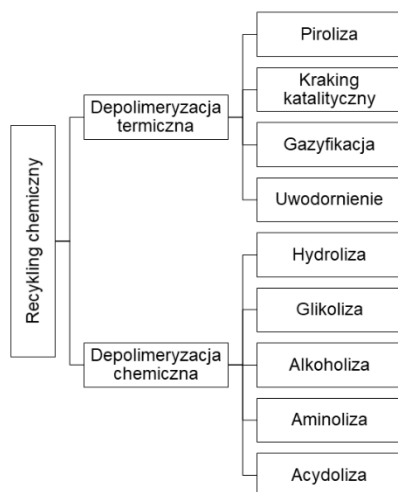 Recykling chemiczny
Depolimeryzacja
termiczna
Piroliza
Kraking
katalityczny
Gazyfikacja
Uwodornienie
Depolimeryzacja
chemiczna
Hydroliza
Glikoliza
Alkoholiza
Aminoliza
Acydoliza